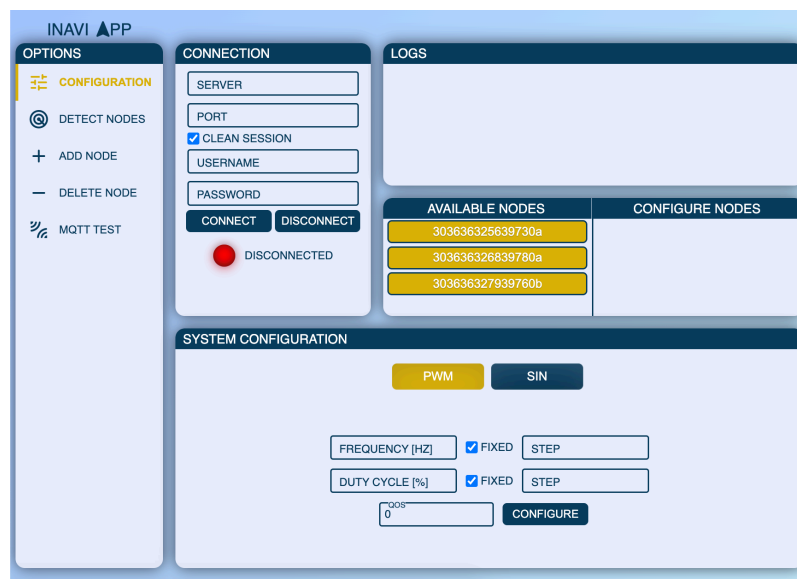 INAVI APP
OPTIONS
CONFIGURATION
DETECT NODES
ADD NODE
DELETE NODE
MQTT TEST
CONNECTION
SERVER
PORT
CLEAN SESSION
USERNAME
PASSWORD
CONNECT DISCONNECT
DISCONNECTED
LOGS
AVAILABLE NODES CONFIGURE NODES
303636325639730a
303636326839780a
303636327939760b
SYSTEM CONFIGURATION
PWM SIN
FREQUENCY [HZ] FIXED STEP
DUTY CYCLE [%] FIXED STEP
QOS
0 CONFIGURE